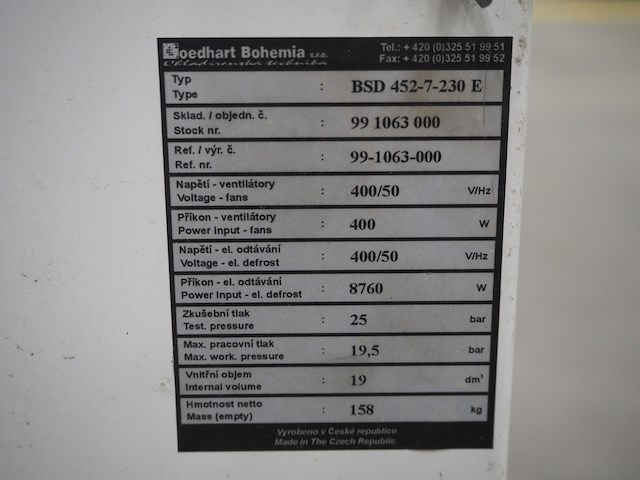 Goedhart Bohemia s.r.o.
Chladírenská technika
Tel.: + 420 (0)325 51 99 51
Fax: + 420 (0)325 51 99 52
Typ
Type : BSD 452-7-230 E
Sklad. / objedn. č.
Stock nr. : 99 1063 000
Ref. / výr. č.
Ref. nr. : 99-1063-000
Napětí - ventilátory
Voltage - fans : 400/50 V/Hz
Příkon - ventilátory
Power input - fans : 400 W
Napětí - el. odtávání
Voltage - el. defrost : 400/50 V/Hz
Příkon - el. odtávání
Power input - el. defrost : 8760 W
Zkušební tlak
Test. pressure : 25 bar
Max. pracovní tlak
Max. work. pressure : 19,5 bar
Vnitřní objem
Internal volume : 19 dm³
Hmotnost netto
Mass (empty) : 158 kg
Vyrobeno v České republice
Made in The Czech Republic